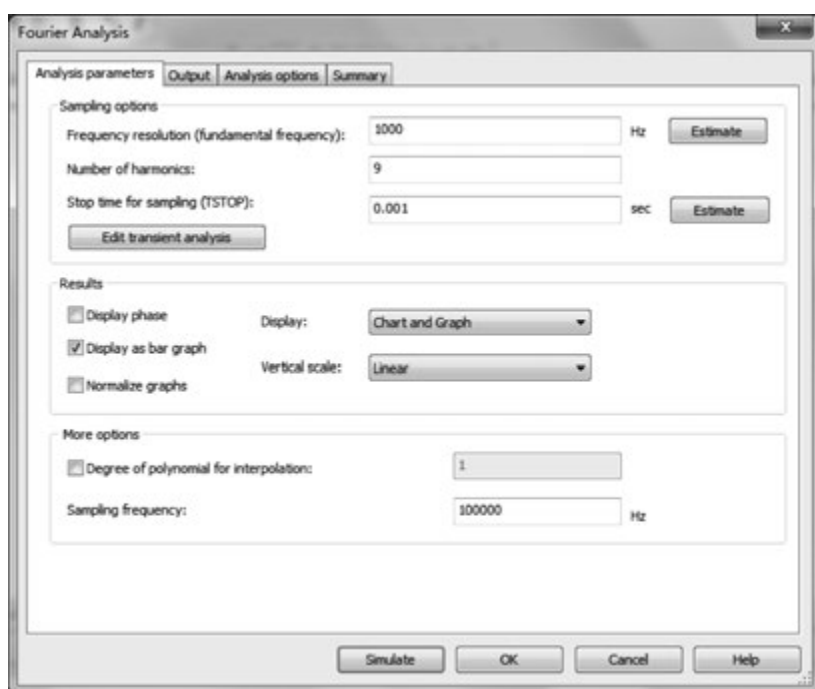 Fourier Analysis
Analysis parameters Output Analysis options Summary
Sampling options
Frequency resolution (fundamental frequency): 1000 Hz Estimate
Number of harmonics: 9
Stop time for sampling (TSTOP): 0.001 sec Estimate
Edit transient analysis
Results
Display phase Display: Chart and Graph
Display as bar graph
Vertical scale: Linear
Normalize graphs
More options
Degree of polynomial for interpolation: 1
Sampling frequency: 100000 Hz
Simulate OK Cancel Help